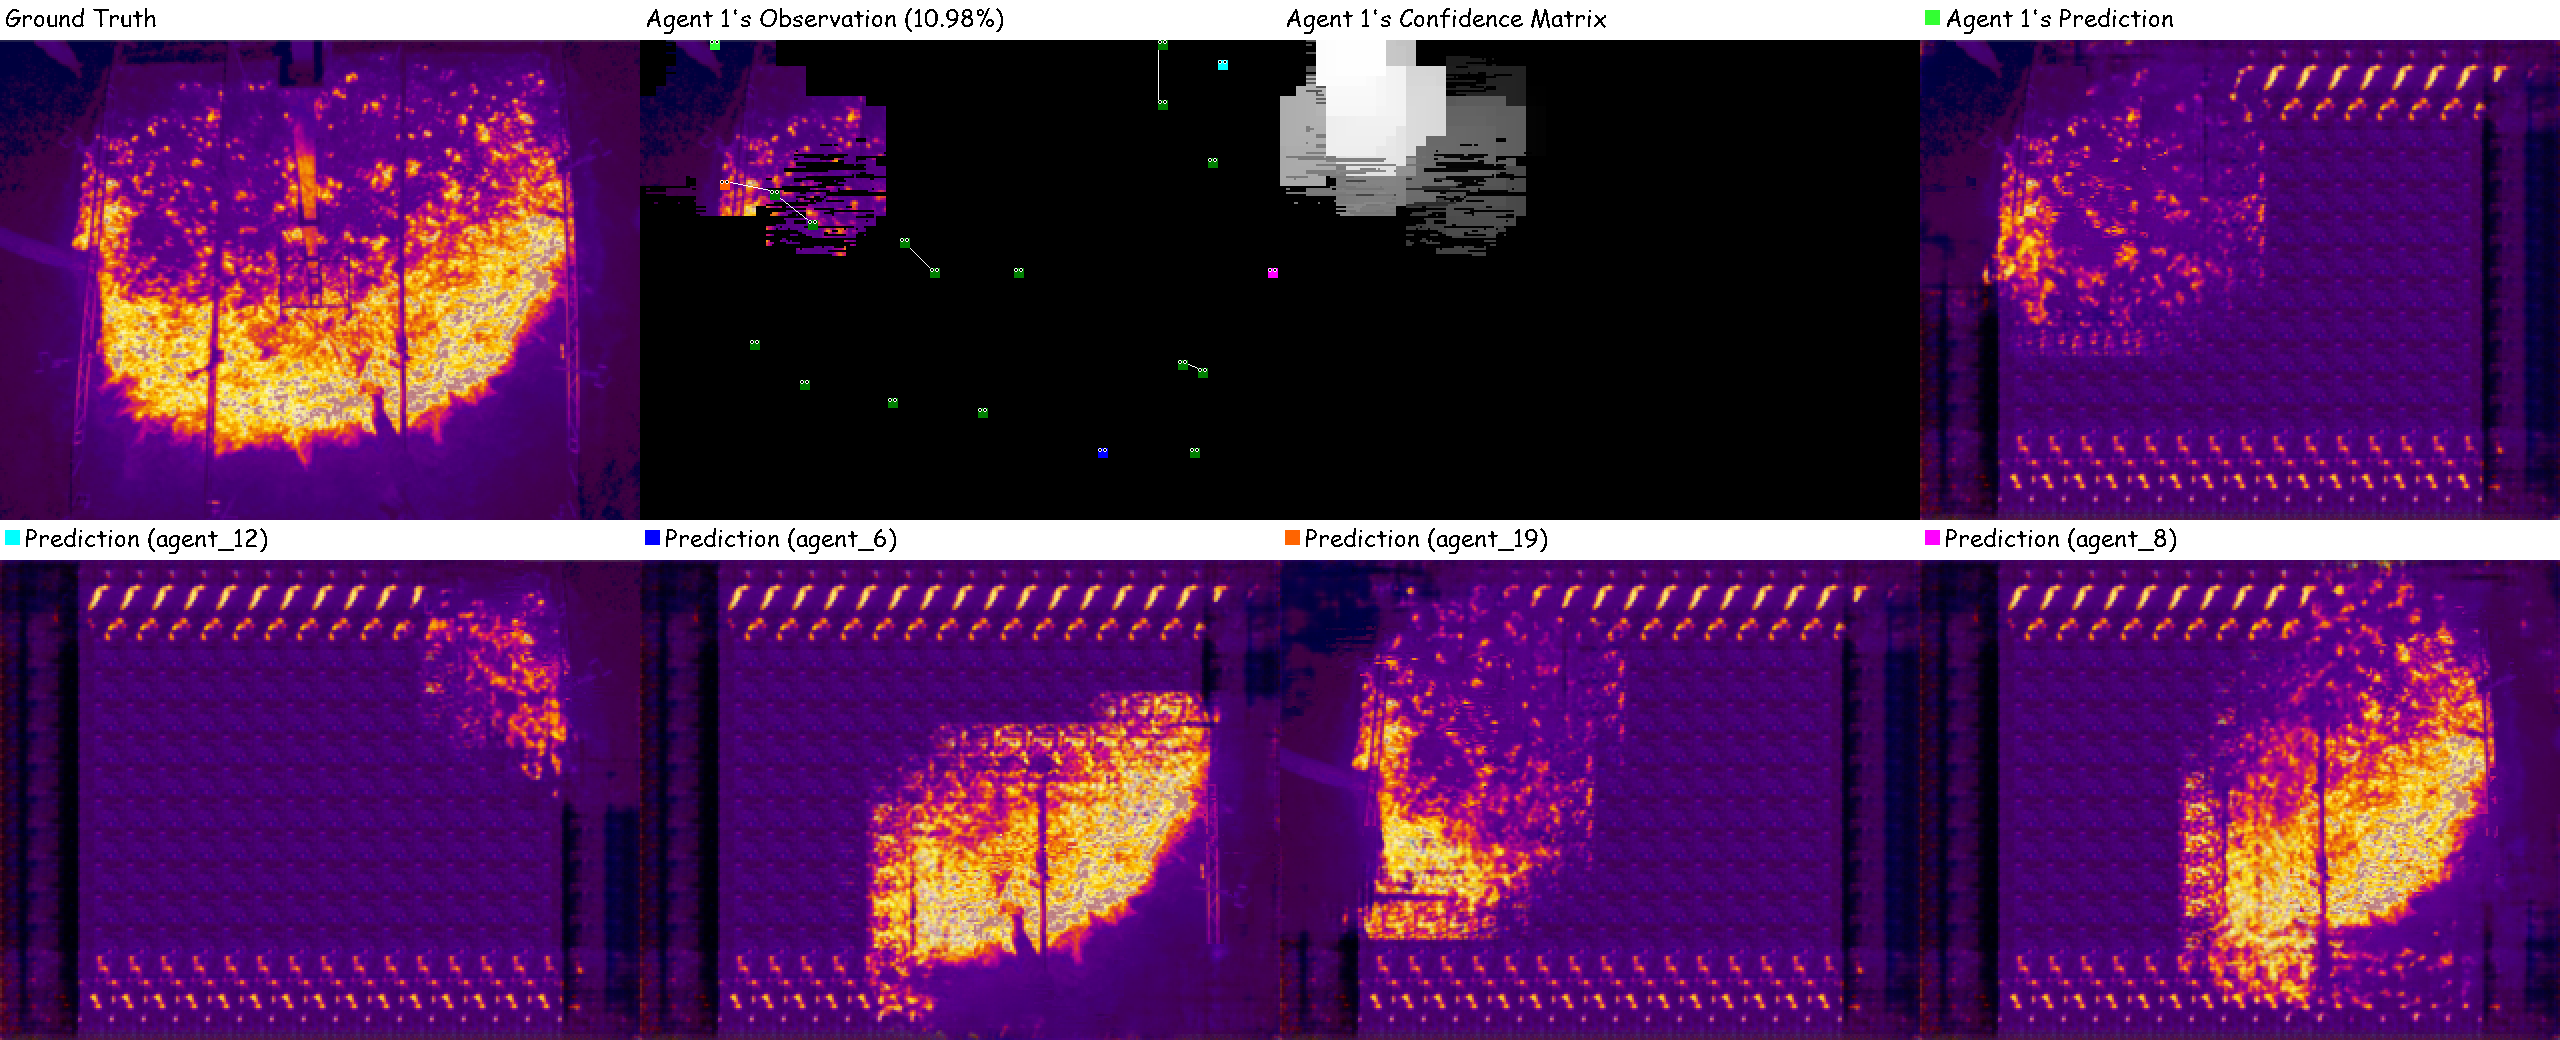 Ground Truth
Agent 1's Observation (10.98%)
Agent 1's Confidence Matrix
Agent 1's Prediction
Prediction (agent_12)
Prediction (agent_6)
Prediction (agent_19)
Prediction (agent_8)